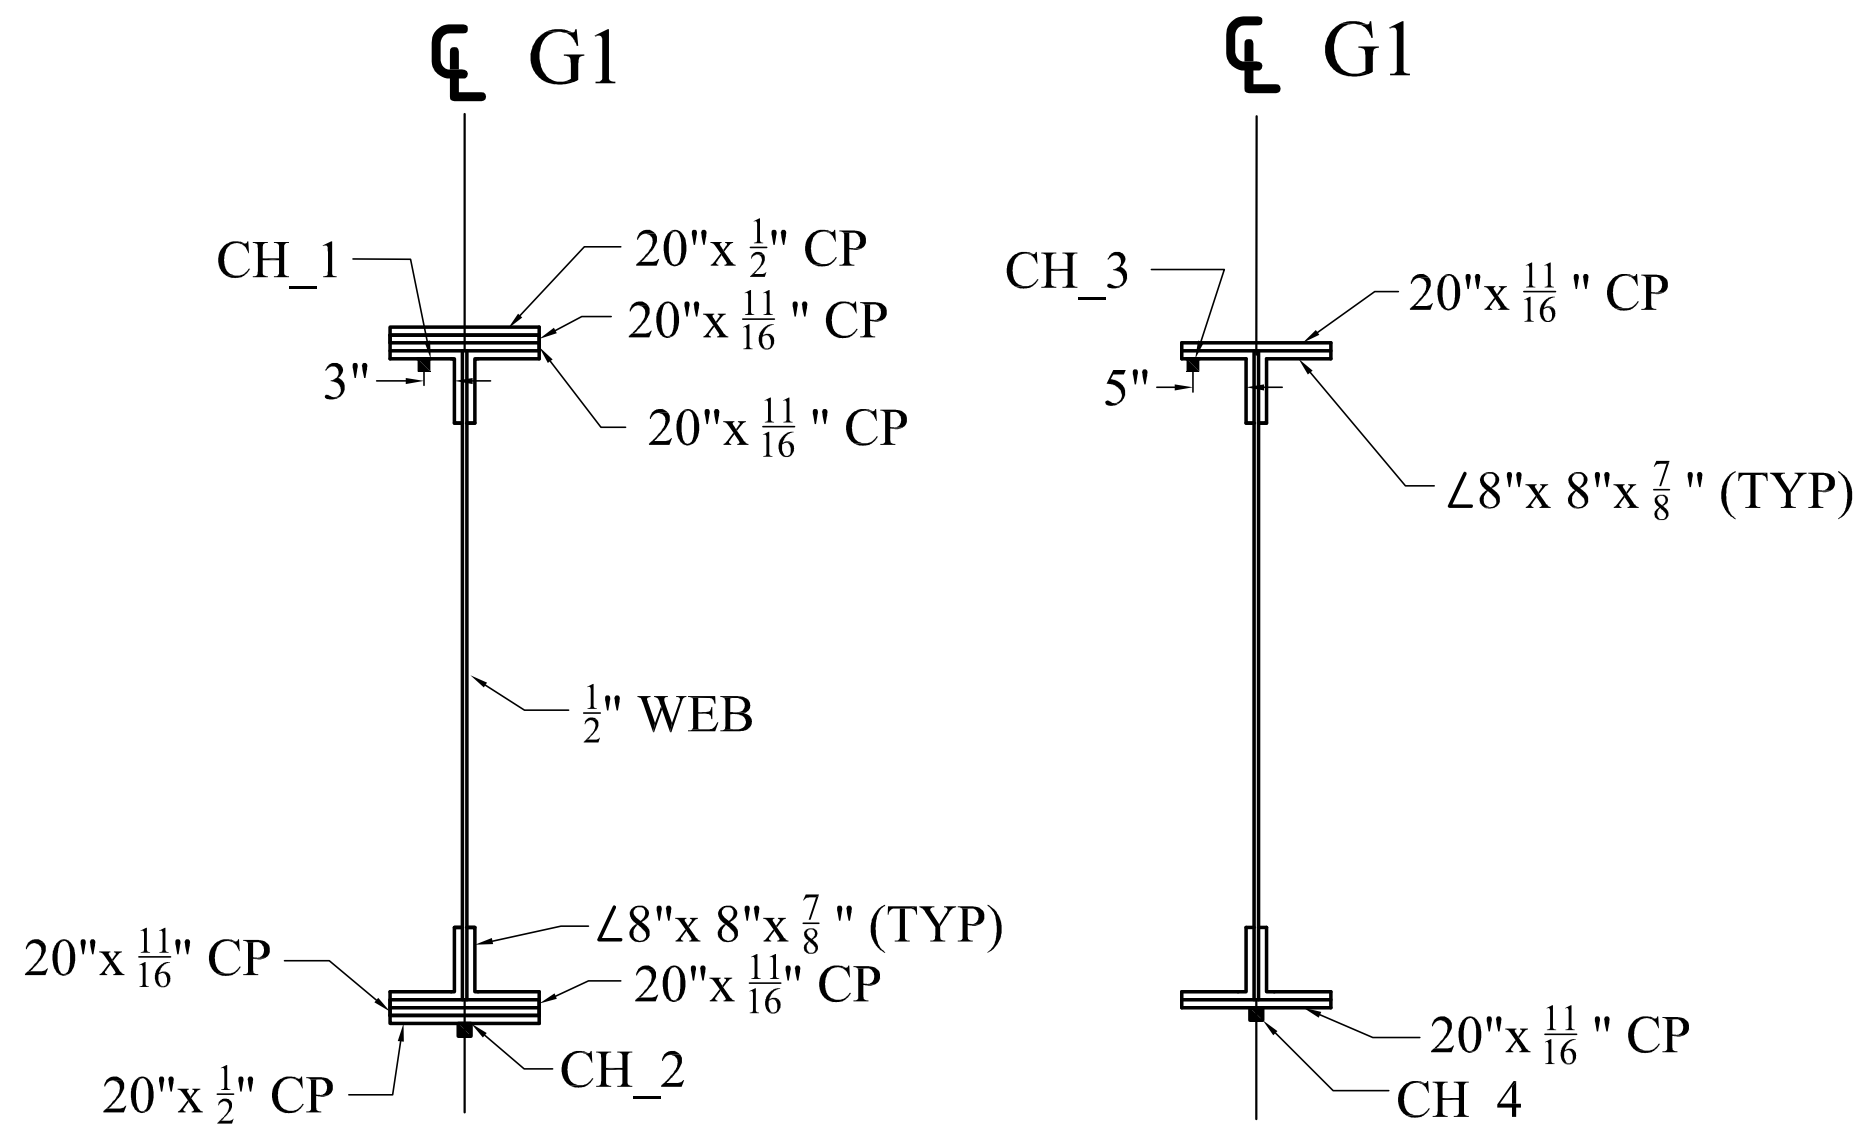 ℄ G1
CH_1
20"x 1/2" CP
20"x 11/16 " CP
3"
20"x 11/16 " CP
1/2" WEB
∠8"x 8"x 7/8 " (TYP)
20"x 11/16" CP
20"x 11/16" CP
CH_2
20"x 1/2" CP
℄ G1
CH_3
20"x 11/16 " CP
5"
∠8"x 8"x 7/8 " (TYP)
20"x 11/16 " CP
CH 4